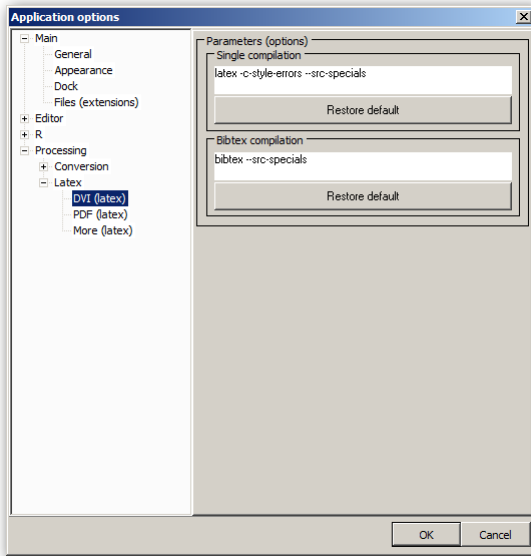 Application options
Main
General
Appearance
Dock
Files (extensions)
Editor
R
Processing
Conversion
Latex
DVI (latex)
PDF (latex)
More (latex)
Parameters (options)
Single compilation
latex -c-style-errors --src-specials
Restore default
Bibtex compilation
bibtex --src-specials
Restore default
OK
Cancel